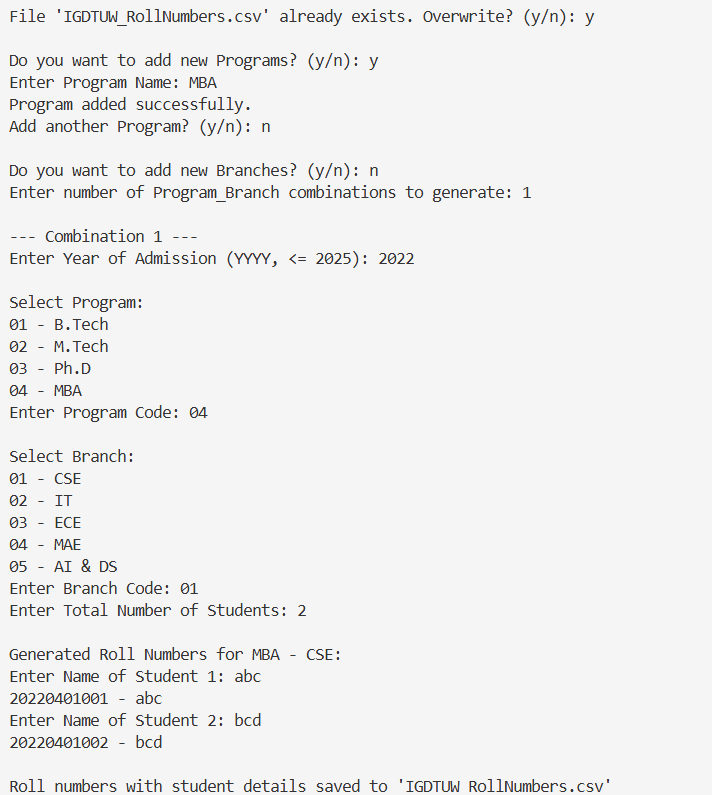 File 'IGDTUW_RollNumbers.csv' already exists. Overwrite? (y/n): y
Do you want to add new Programs? (y/n): y
Enter Program Name: MBA
Program added successfully.
Add another Program? (y/n): n
Do you want to add new Branches? (y/n): n
Enter number of Program_Branch combinations to generate: 1
--- Combination 1 ---
Enter Year of Admission (YYYY, <= 2025): 2022
Select Program:
01 - B.Tech
02 - M.Tech
03 - Ph.D
04 - MBA
Enter Program Code: 04
Select Branch:
01 - CSE
02 - IT
03 - ECE
04 - MAE
05 - AI & DS
Enter Branch Code: 01
Enter Total Number of Students: 2
Generated Roll Numbers for MBA - CSE:
Enter Name of Student 1: abc
20220401001 - abc
Enter Name of Student 2: bcd
20220401002 - bcd
Roll numbers with student details saved to 'IGDTUW_RollNumbers.csv'